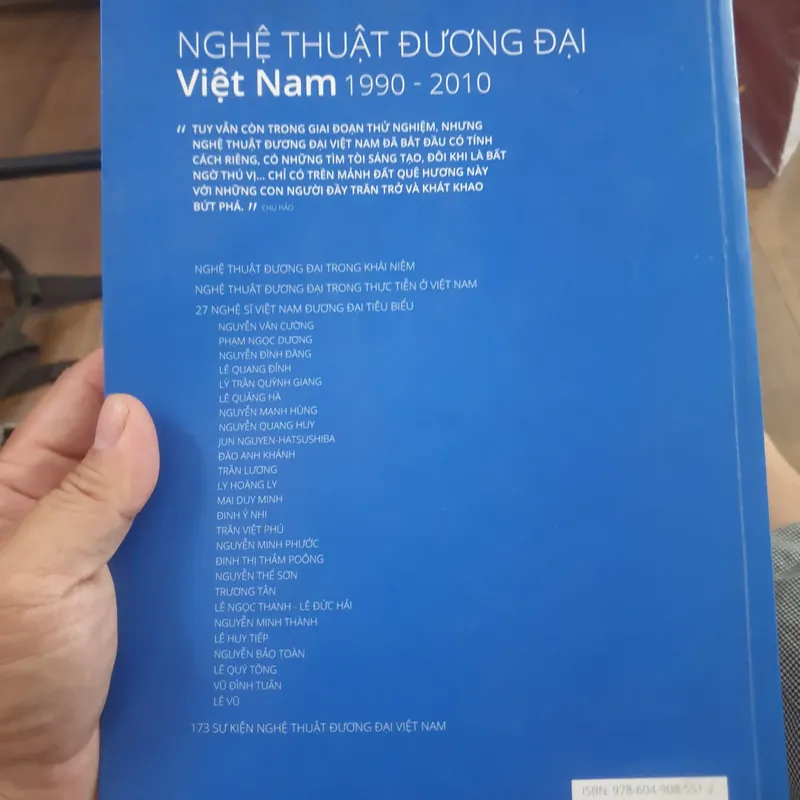 NGHỆ THUẬT ĐƯƠNG ĐẠI
Việt Nam 1990 - 2010
" TUY VẪN CÒN TRONG GIAI ĐOẠN THỬ NGHIỆM, NHƯNG
NGHỆ THUẬT ĐƯƠNG ĐẠI VIỆT NAM ĐÃ BẮT ĐẦU CÓ TÍNH
CÁCH RIÊNG, CÓ NHỮNG TÌM TÒI SÁNG TẠO, ĐÔI KHI LÀ BẤT
NGỜ THÚ VỊ... CHỈ CÓ TRÊN MẢNH ĐẤT QUÊ HƯƠNG NÀY
VỚI NHỮNG CON NGƯỜI ĐẦY TRĂN TRỞ VÀ KHÁT KHAO
BỨT PHÁ. " CHU HẢO
NGHỆ THUẬT ĐƯƠNG ĐẠI TRONG KHÁI NIỆM
NGHỆ THUẬT ĐƯƠNG ĐẠI TRONG THỰC TIỄN Ở VIỆT NAM
27 NGHỆ SĨ VIỆT NAM ĐƯƠNG ĐẠI TIÊU BIỂU
NGUYỄN VĂN CƯỜNG
PHẠM NGỌC DƯƠNG
NGUYỄN ĐÌNH ĐĂNG
LÊ QUANG ĐỈNH
LÝ TRẦN QUỲNH GIANG
LÊ QUẢNG HÀ
NGUYỄN MẠNH HÙNG
NGUYỄN QUANG HUY
JUN NGUYEN-HATSUSHIBA
ĐÀO ANH KHÁNH
TRẦN LƯƠNG
LY HOÀNG LY
MAI DUY MINH
ĐINH Ý NHI
TRẦN VIỆT PHÚ
NGUYỄN MINH PHƯỚC
ĐINH THỊ THẮM POÔNG
NGUYỄN THẾ SƠN
TRƯƠNG TÂN
LÊ NGỌC THANH - LÊ ĐỨC HẢI
NGUYỄN MINH THÀNH
LÊ HUY TIẾP
NGUYỄN BẢO TOÀN
LÊ QUÝ TÔNG
VŨ ĐÌNH TUẤN
LÊ VŨ
173 SỰ KIỆN NGHỆ THUẬT ĐƯƠNG ĐẠI VIỆT NAM
ISBN: 978-604-908-551-2